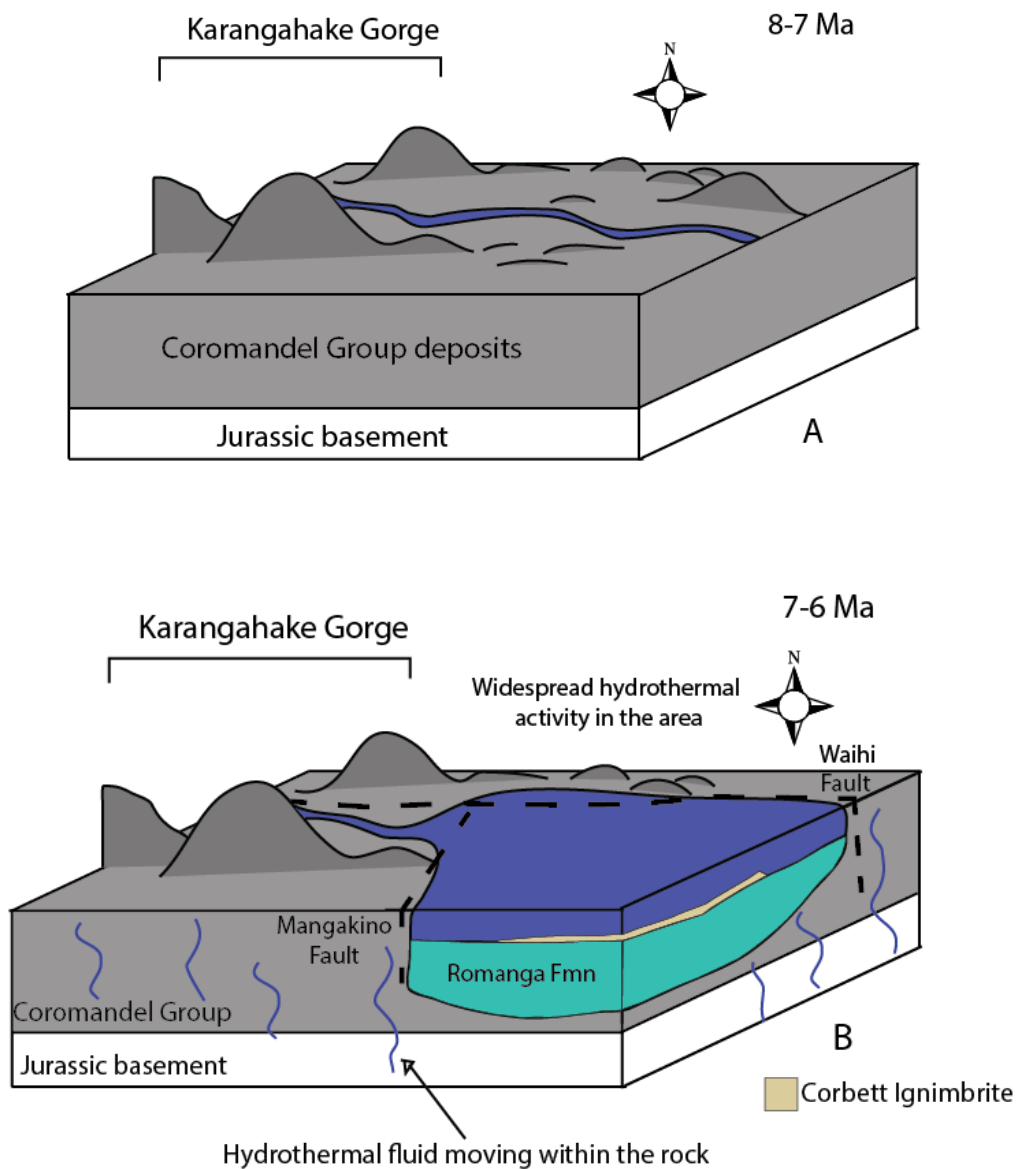 Karangahake Gorge
8-7 Ma
N
Coromandel Group deposits
Jurassic basement
A
7-6 Ma
Karangahake Gorge
N
Widespread hydrothermal
activity in the area
Waihi
Fault
Mangakino
Fault
Romanga Fmn
Coromandel Group
Jurassic basement
B
Corbett Ignimbrite
Hydrothermal fluid moving within the rock